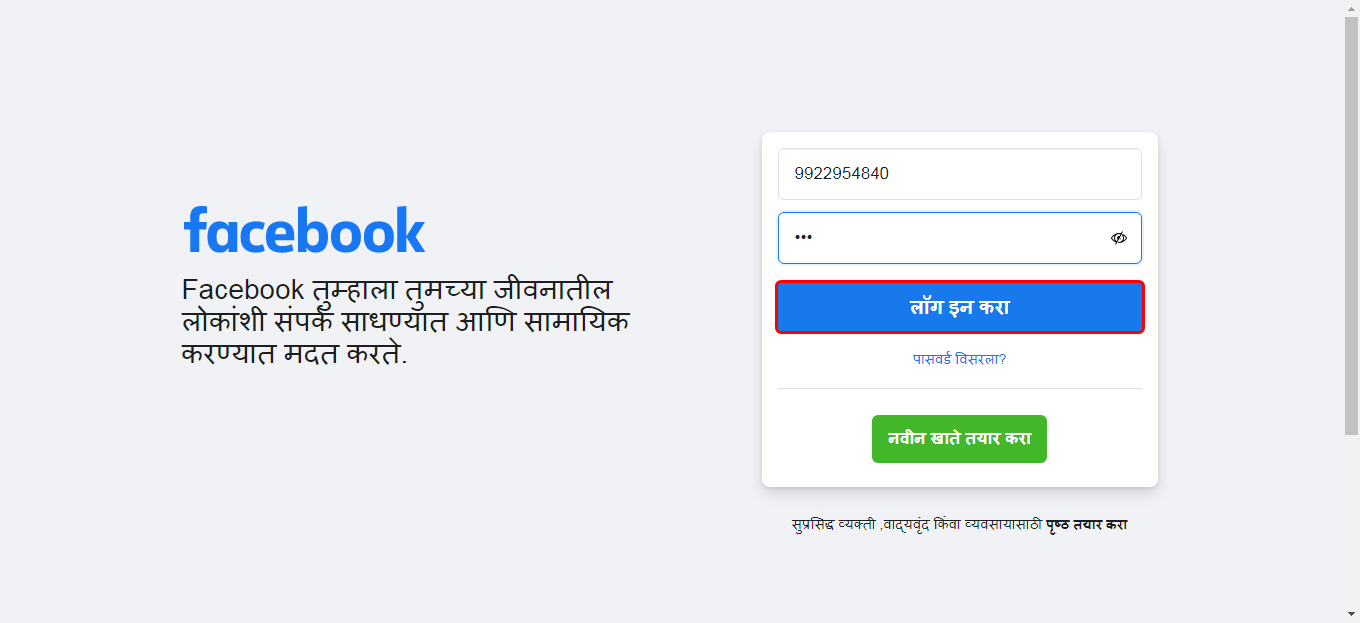 facebook
Facebook तुम्हाला तुमच्या जीवनातील
लोकांशी संपर्क साधण्यात आणि सामायिक
करण्यात मदत करते.
9922954840
•••
लॉग इन करा
पासवर्ड विसरला?
नवीन खाते तयार करा
सुप्रसिद्ध व्यक्ती ,वाद्यवृंद किंवा व्यवसायासाठी पृष्ठ तयार करा